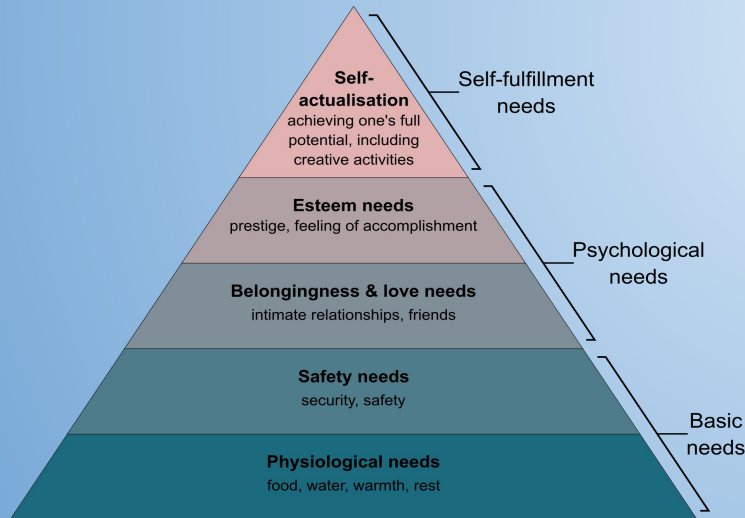 Self-
actualisation
achieving one's full
potential, including
creative activities
Self-fulfillment
needs
Esteem needs
prestige, feeling of accomplishment
Psychological
needs
Belongingness & love needs
intimate relationships, friends
Safety needs
security, safety
Basic
needs
Physiological needs
food, water, warmth, rest